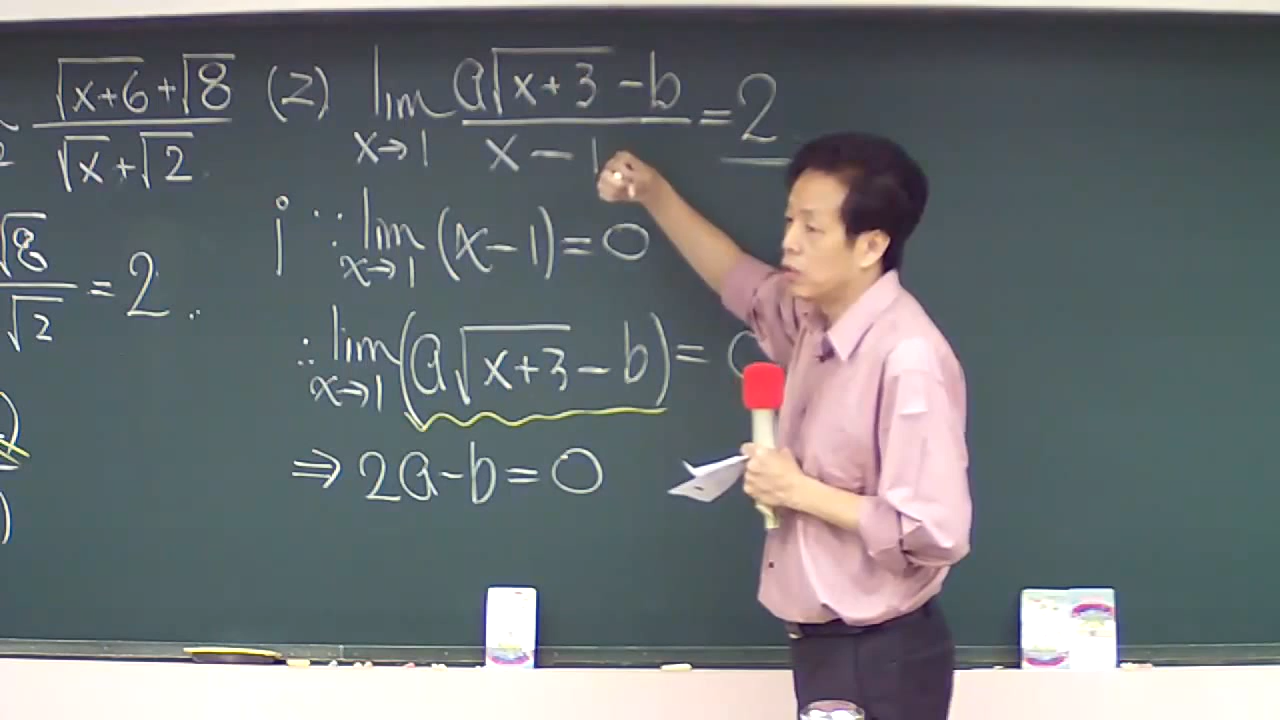 √x+6 + √8
√x + √2
√8
√2
= 2
(2) lim x→1 (a√x+3 - b)/(x - 1) = 2
i ∵ lim x→1 (x - 1) = 0
∴ lim x→1 (a√x+3 - b) = 0
⇒ 2a - b = 0